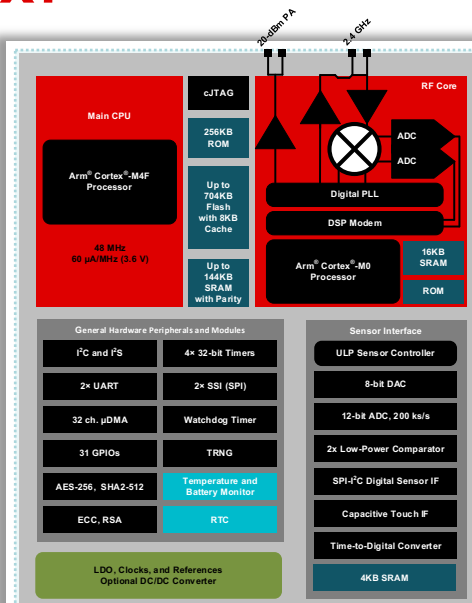 20-dBm PA
2.4 GHz
Main CPU
Arm® Cortex®-M4F
Processor
48 MHz
60 µA/MHz (3.6 V)
cJTAG
256KB
ROM
Up to
704KB
Flash
with 8KB
Cache
Up to
144KB
SRAM
with Parity
RF Core
ADC
ADC
Digital PLL
DSP Modem
Arm® Cortex®-M0
Processor
16KB
SRAM
ROM
General Hardware Peripherals and Modules
I²C and I²S
4× 32-bit Timers
2× UART
2× SSI (SPI)
32 ch. µDMA
Watchdog Timer
31 GPIOs
TRNG
AES-256, SHA2-512
Temperature and
Battery Monitor
ECC, RSA
RTC
LDO, Clocks, and References
Optional DC/DC Converter
Sensor Interface
ULP Sensor Controller
8-bit DAC
12-bit ADC, 200 ks/s
2x Low-Power Comparator
SPI-I²C Digital Sensor IF
Capacitive Touch IF
Time-to-Digital Converter
4KB SRAM